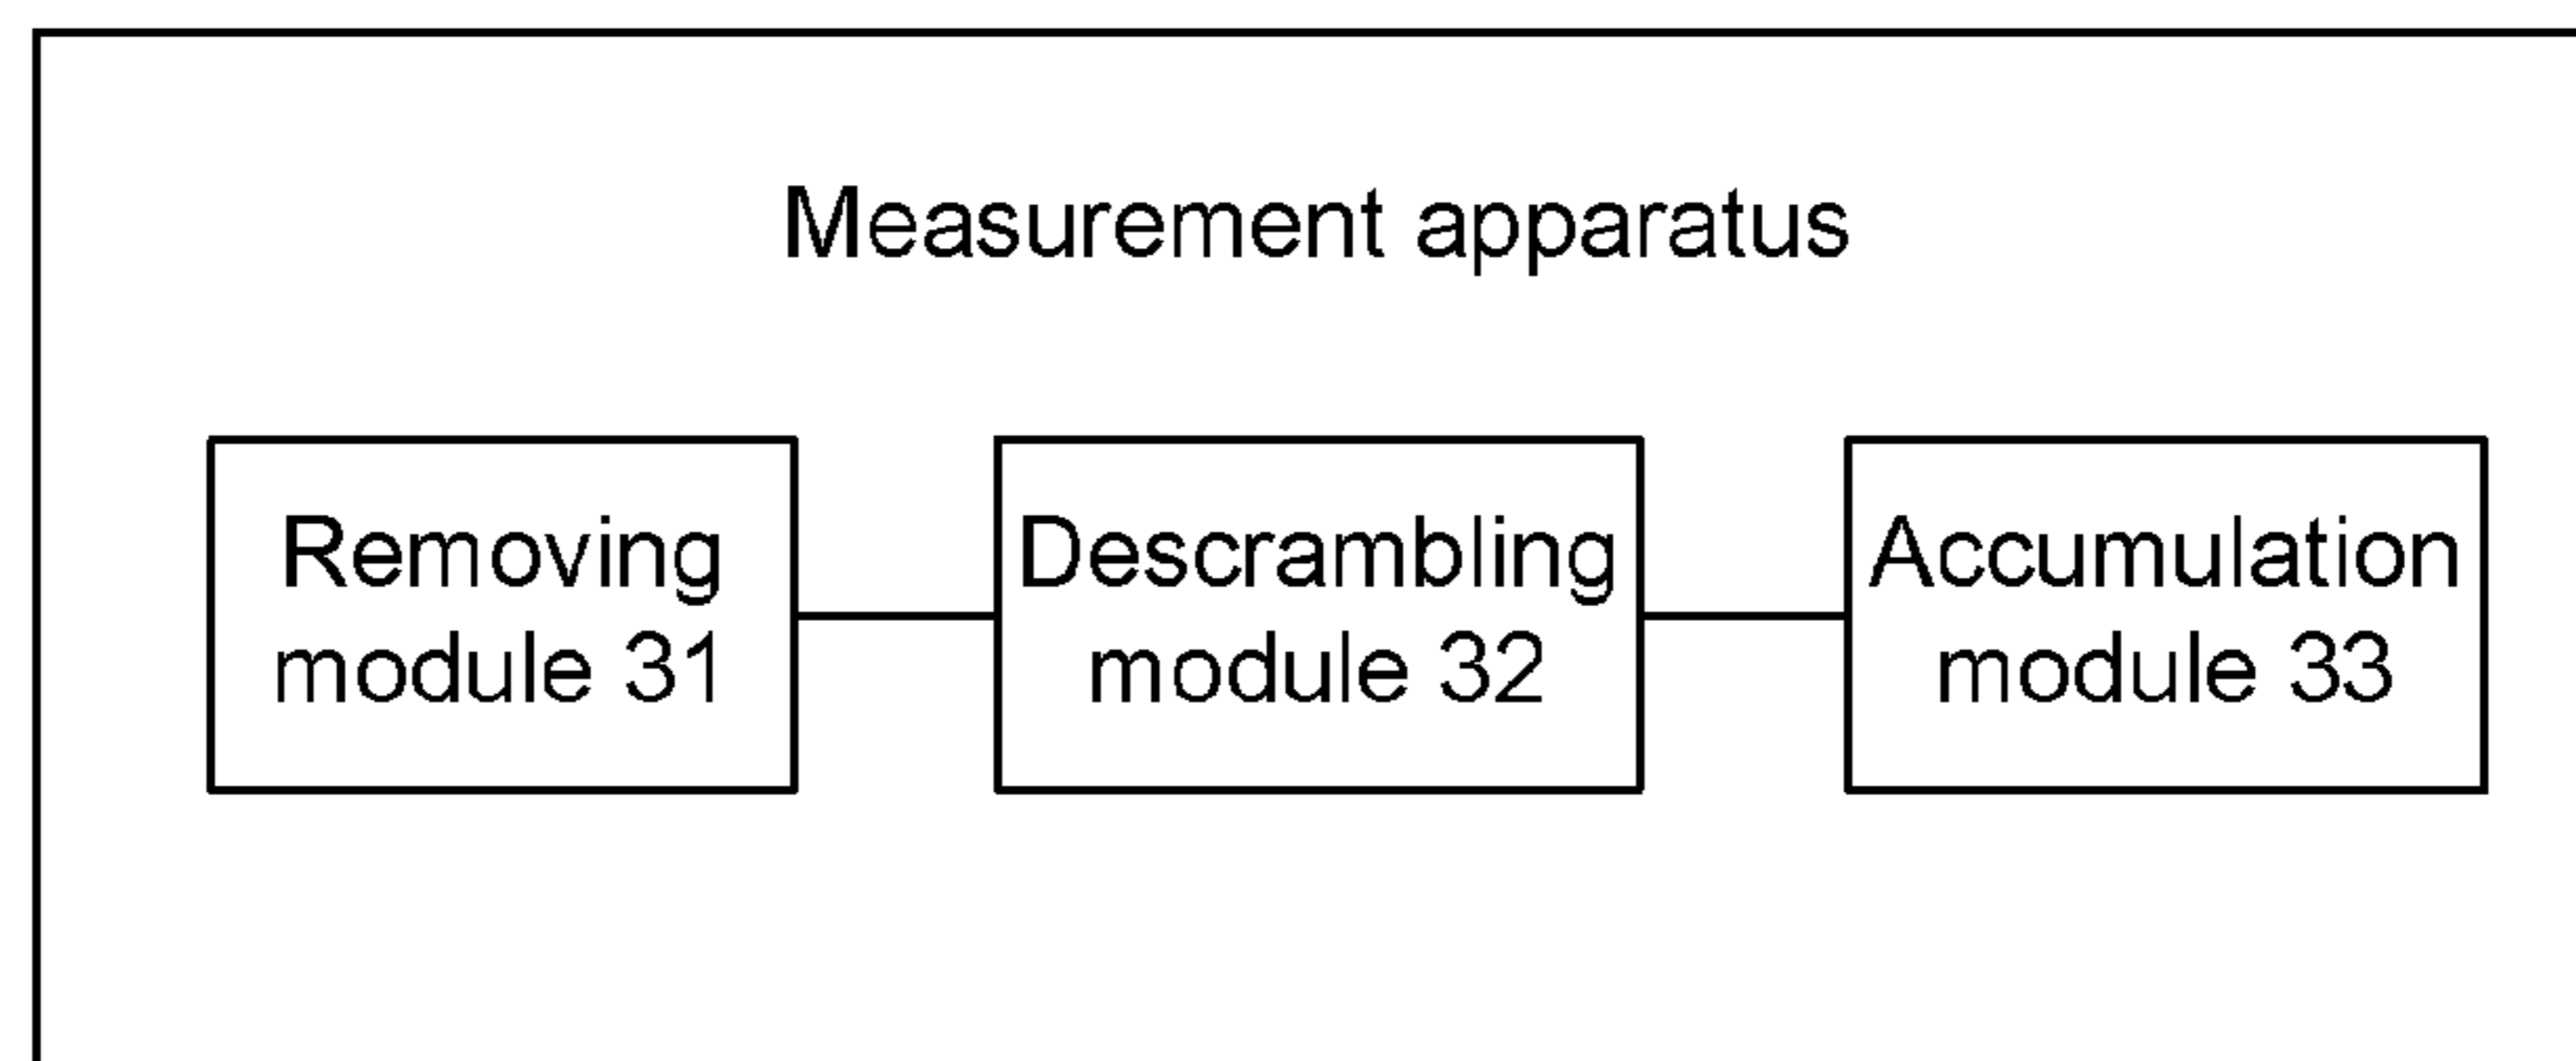 Measurement apparatus
Removing
module 31
Descrambling
module 32
Accumulation
module 33